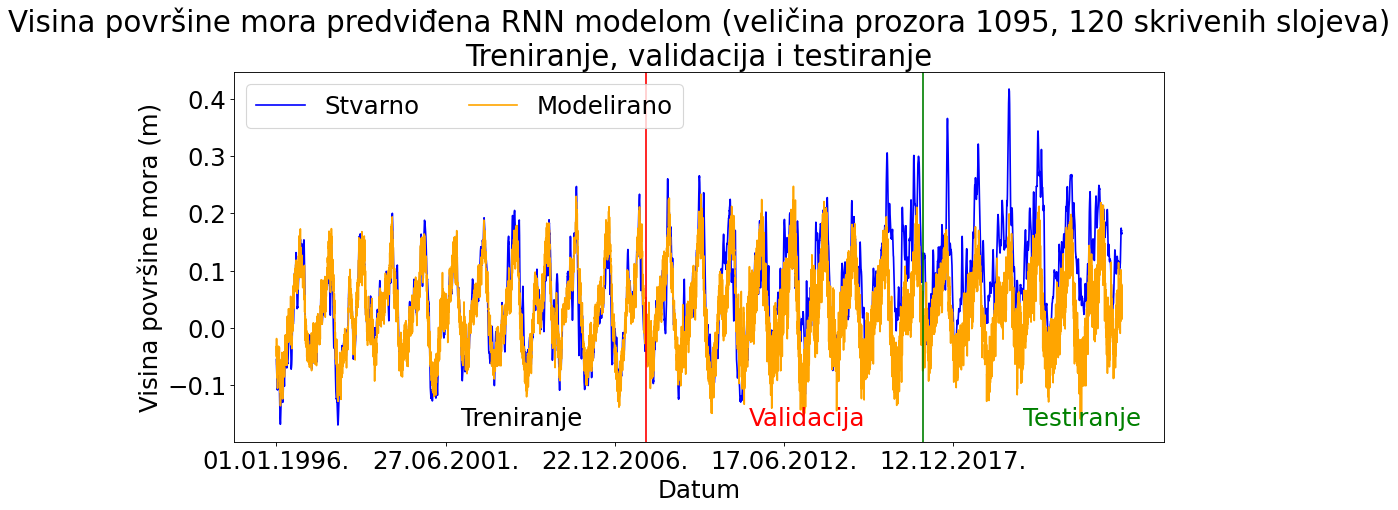 Visina površine mora predviđena RNN modelom (veličina prozora 1095, 120 skrivenih slojeva)
Treniranje, validacija i testiranje
Stvarno
Modelirano
Visina površine mora (m)
0.4
0.3
0.2
0.1
0.0
−0.1
Treniranje
Validacija
Testiranje
01.01.1996.
27.06.2001.
22.12.2006.
17.06.2012.
12.12.2017.
Datum